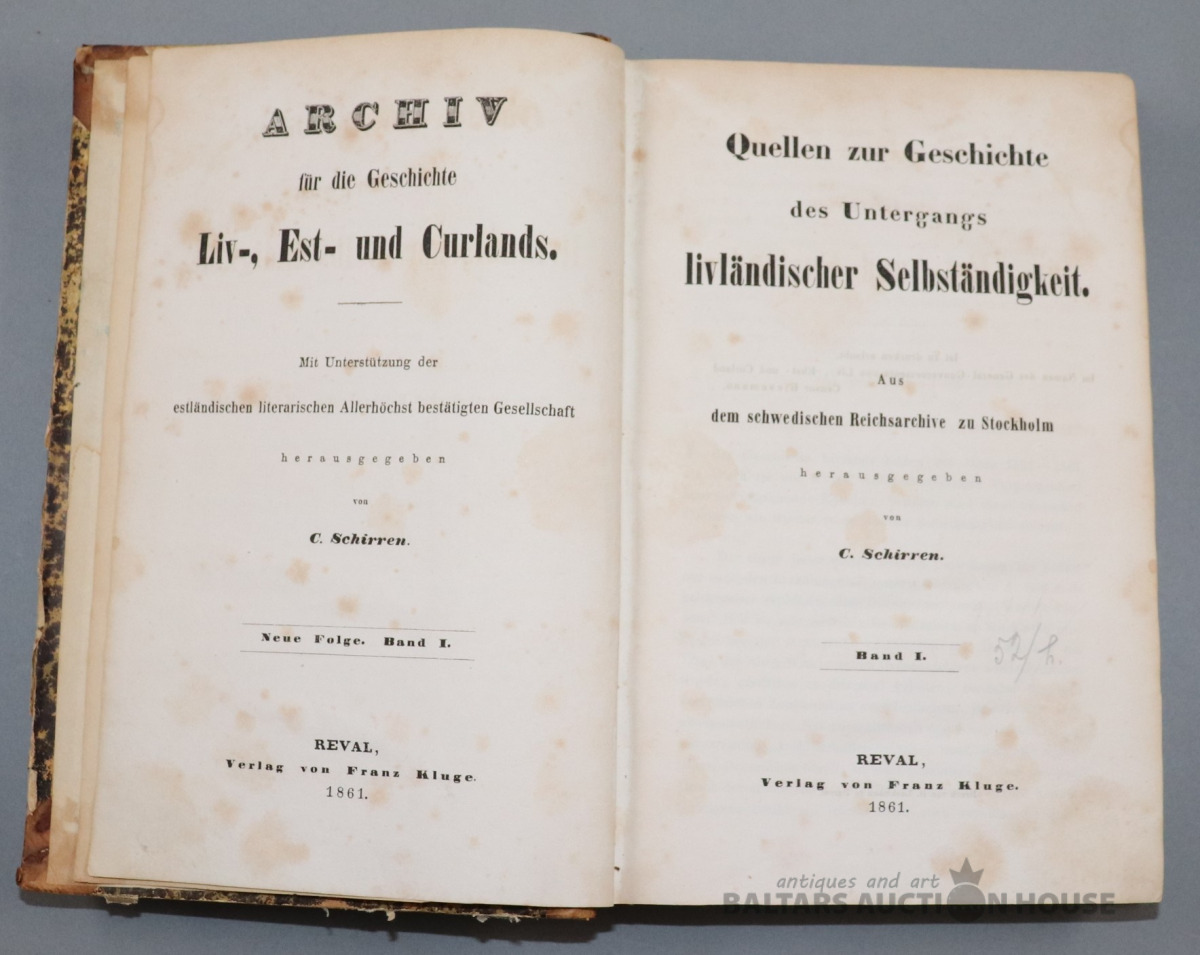 ARCHIV
für die Geschichte
Liv-, Est- und Curlands.
Mit Unterstützung der
estländischen literarischen Allerhöchst bestätigten Gesellschaft
herausgegeben
von
C. Schirren.
Neue Folge. Band I.
REVAL,
Verlag von Franz Kluge.
1861.
Quellen zur Geschichte
des Untergangs
livländischer Selbständigkeit.
Aus
dem schwedischen Reichsarchive zu Stockholm
herausgegeben
von
C. Schirren.
Band I.
REVAL,
Verlag von Franz Kluge.
1861.
antiques and art
BALTARS AUCTION HOUSE